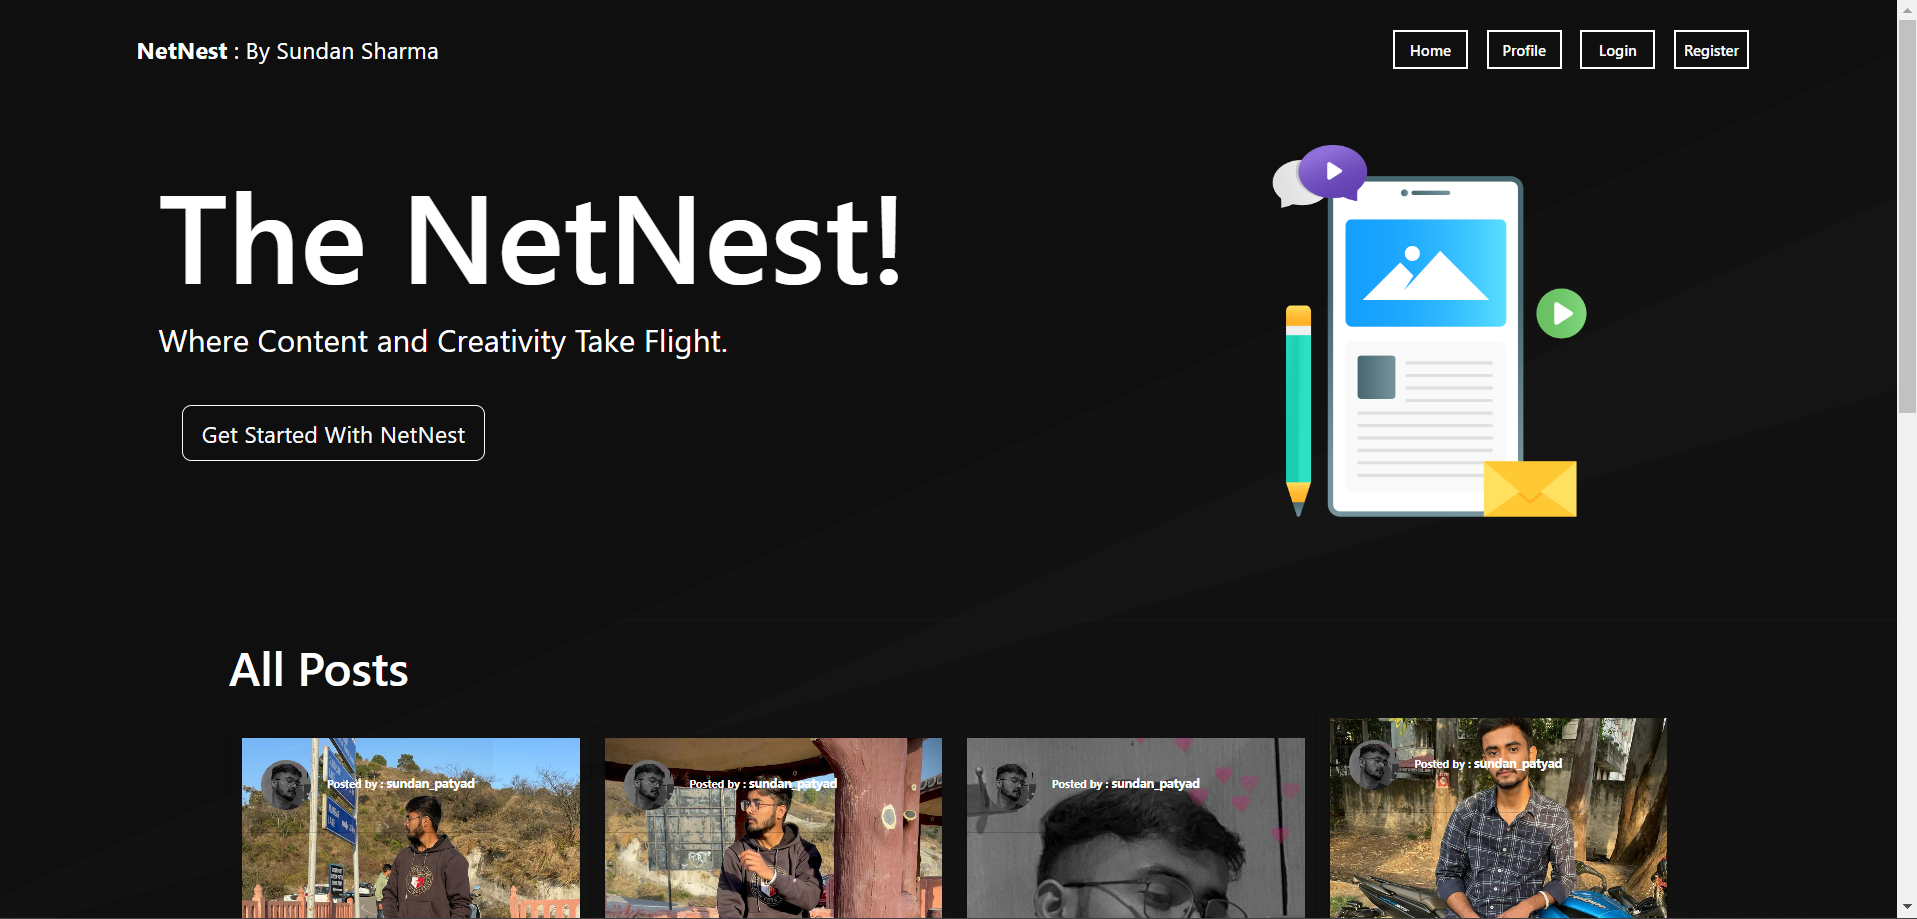 NetNest : By Sundan Sharma
Home
Profile
Login
Register
The NetNest!
Where Content and Creativity Take Flight.
Get Started With NetNest
All Posts
Posted by : sundan_patyad
Posted by : sundan_patyad
Posted by : sundan_patyad
Posted by : sundan_patyad